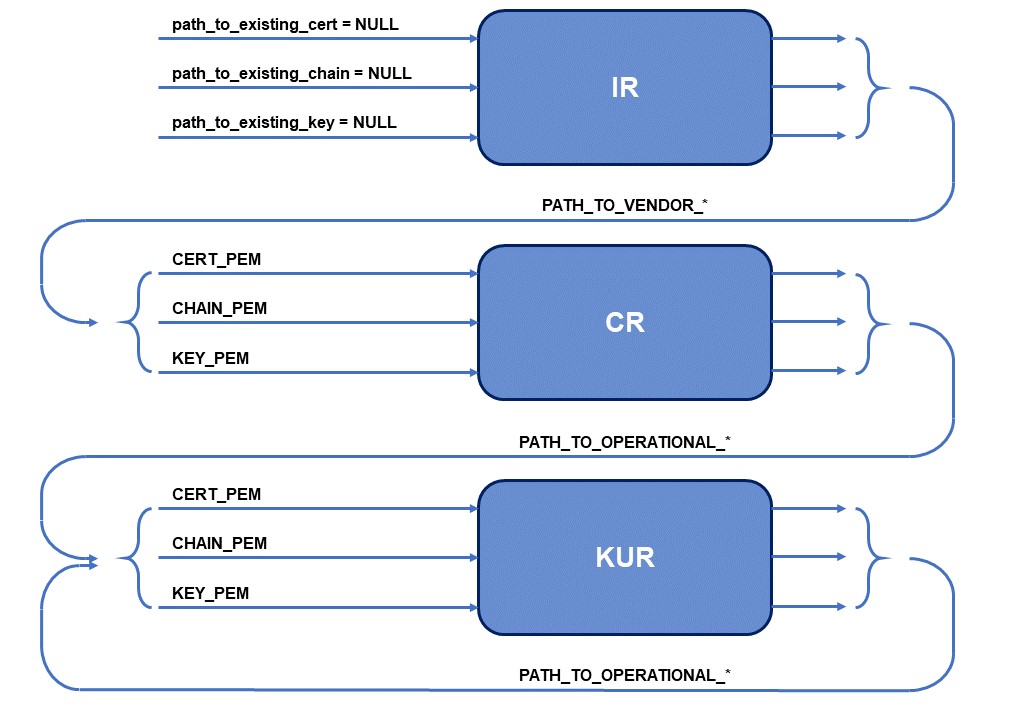 path_to_existing_cert = NULL
path_to_existing_chain = NULL
IR
path_to_existing_key = NULL
PATH_TO_VENDOR_*
CERT_PEM
CHAIN_PEM
CR
KEY_PEM
PATH_TO_OPERATIONAL_*
CERT_PEM
CHAIN_PEM
KUR
KEY_PEM
PATH_TO_OPERATIONAL_*